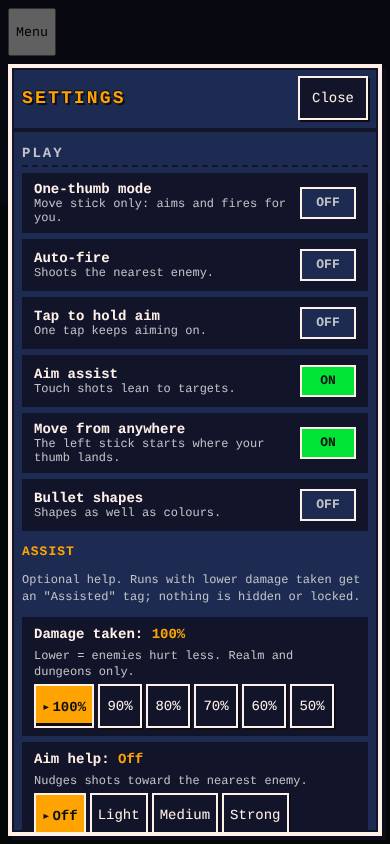 Menu
SETTINGS
Close
PLAY
One-thumb mode
Move stick only: aims and fires for
you.
OFF
Auto-fire
Shoots the nearest enemy.
OFF
Tap to hold aim
One tap keeps aiming on.
OFF
Aim assist
Touch shots lean to targets.
ON
Move from anywhere
The left stick starts where your
thumb lands.
ON
Bullet shapes
Shapes as well as colours.
OFF
ASSIST
Optional help. Runs with lower damage taken get
an "Assisted" tag; nothing is hidden or locked.
Damage taken: 100%
Lower = enemies hurt less. Realm and
dungeons only.
▸100% 90% 80% 70% 60% 50%
Aim help: Off
Nudges shots toward the nearest enemy.
▸Off Light Medium Strong